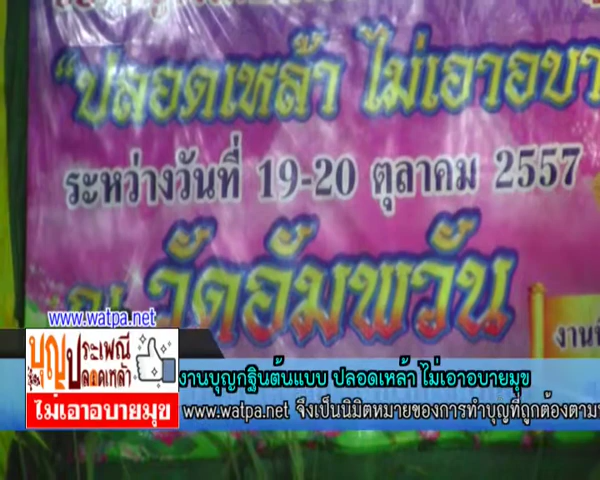 "ปลอดเหล้า ไม่เอาอบา
ระหว่างวันที่ 19-20 ตุลาคม 2557
ณ วัดอัมพวัน
งานนี้
www.watpa.net
บุญประเพณี
ปลอดเหล้า
ไม่เอาอบายมุข
งานบุญกฐินต้นแบบ ปลอดเหล้า ไม่เอาอบายมุข
www.watpa.net จึงเป็นนิมิตหมายของการทำบุญที่ถูกต้องตาม